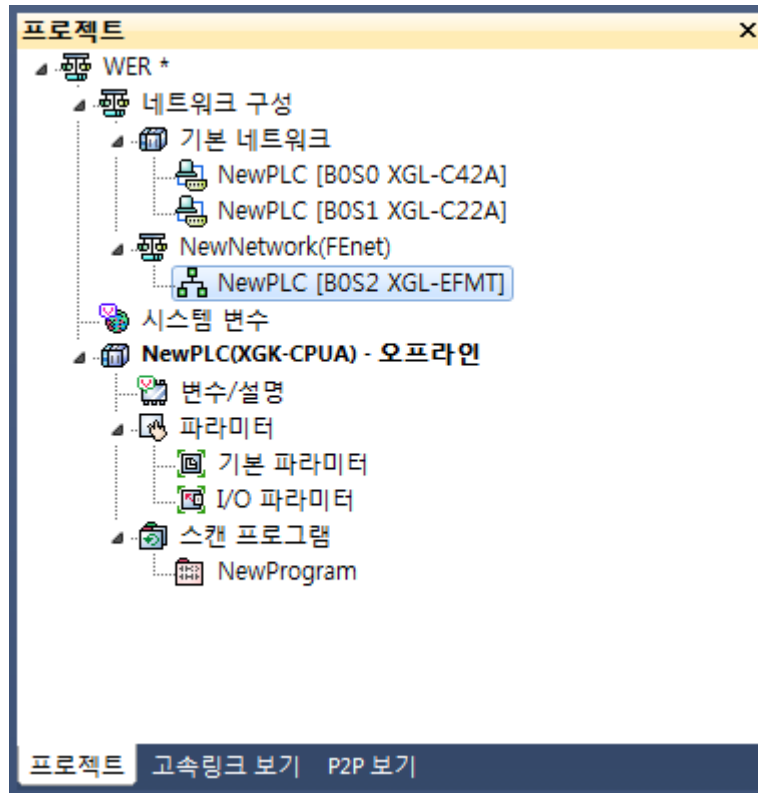 프로젝트
WER *
네트워크 구성
기본 네트워크
NewPLC [B0S0 XGL-C42A]
NewPLC [B0S1 XGL-C22A]
NewNetwork(FEnet)
NewPLC [B0S2 XGL-EFMT]
시스템 변수
NewPLC(XGK-CPUA) - 오프라인
변수/설명
파라미터
기본 파라미터
I/O 파라미터
스캔 프로그램
NewProgram
프로젝트 고속링크 보기 P2P 보기